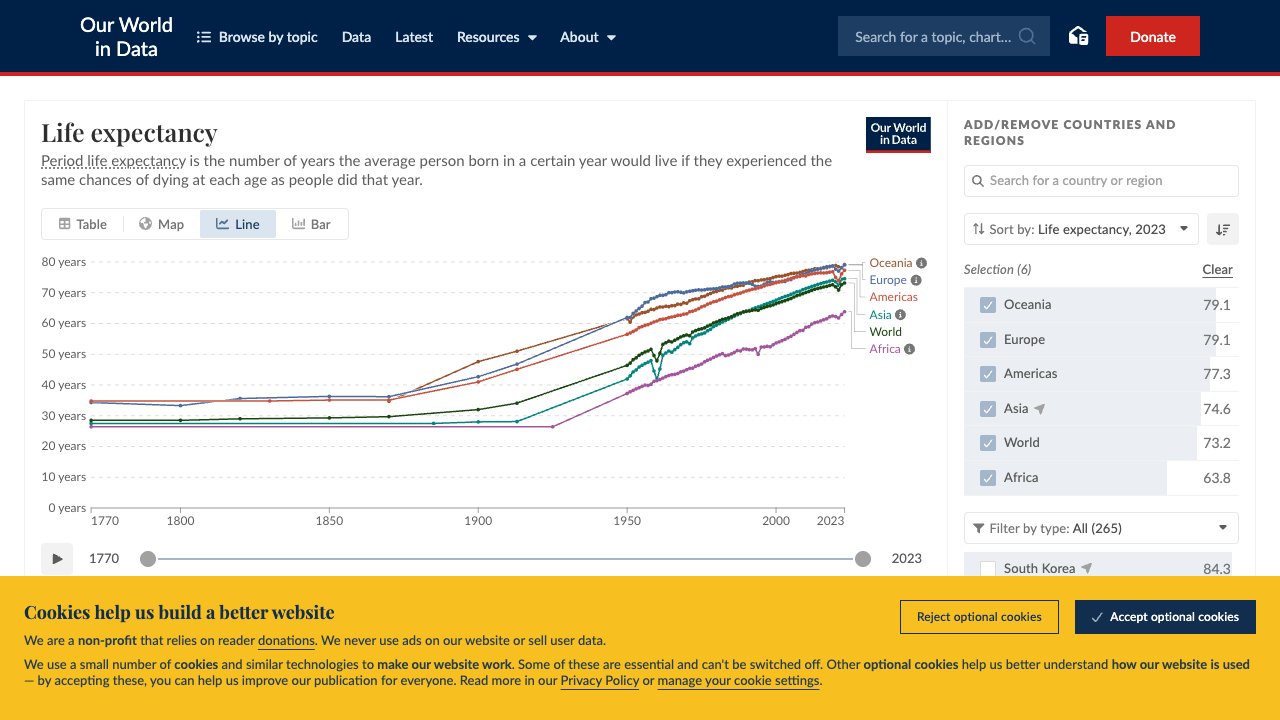 Our World
in Data
Browse by topic
Data
Latest
Resources
About
Search for a topic, chart...
Donate
Life expectancy
Period life expectancy is the number of years the average person born in a certain year would live if they experienced the
same chances of dying at each age as people did that year.
Our World
in Data
Table
Map
Line
Bar
80 years
70 years
60 years
50 years
40 years
30 years
20 years
10 years
0 years
1770
1800
1850
1900
1950
2000
2023
Oceania
Europe
Americas
Asia
World
Africa
1770
2023
ADD/REMOVE COUNTRIES AND
REGIONS
Search for a country or region
Sort by: Life expectancy, 2023
Selection (6)
Clear
Oceania 79.1
Europe 79.1
Americas 77.3
Asia 74.6
World 73.2
Africa 63.8
Filter by type: All (265)
South Korea 84.3
Cookies help us build a better website
We are a non-profit that relies on reader donations. We never use ads on our website or sell user data.
We use a small number of cookies and similar technologies to make our website work. Some of these are essential and can't be switched off. Other optional cookies help us better understand how our website is used
— by accepting these, you can help us improve our publication for everyone. Read more in our Privacy Policy or manage your cookie settings.
Reject optional cookies
Accept optional cookies